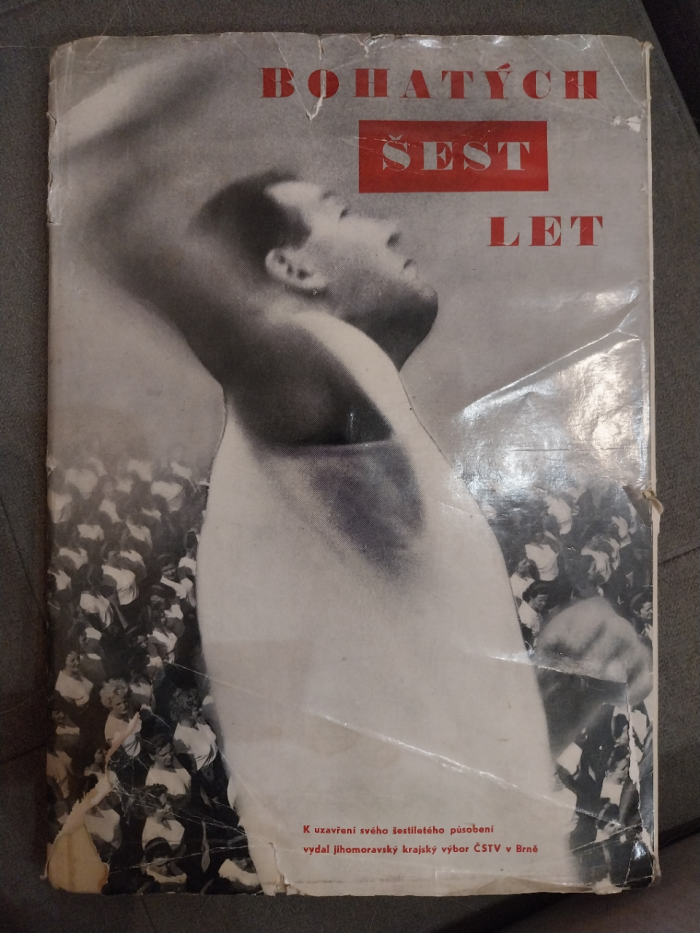 BOHATÝCH
ŠEST
LET
K uzavření svého šestiletého působení
vydal jihomoravský krajský výbor ČSTV v Brně